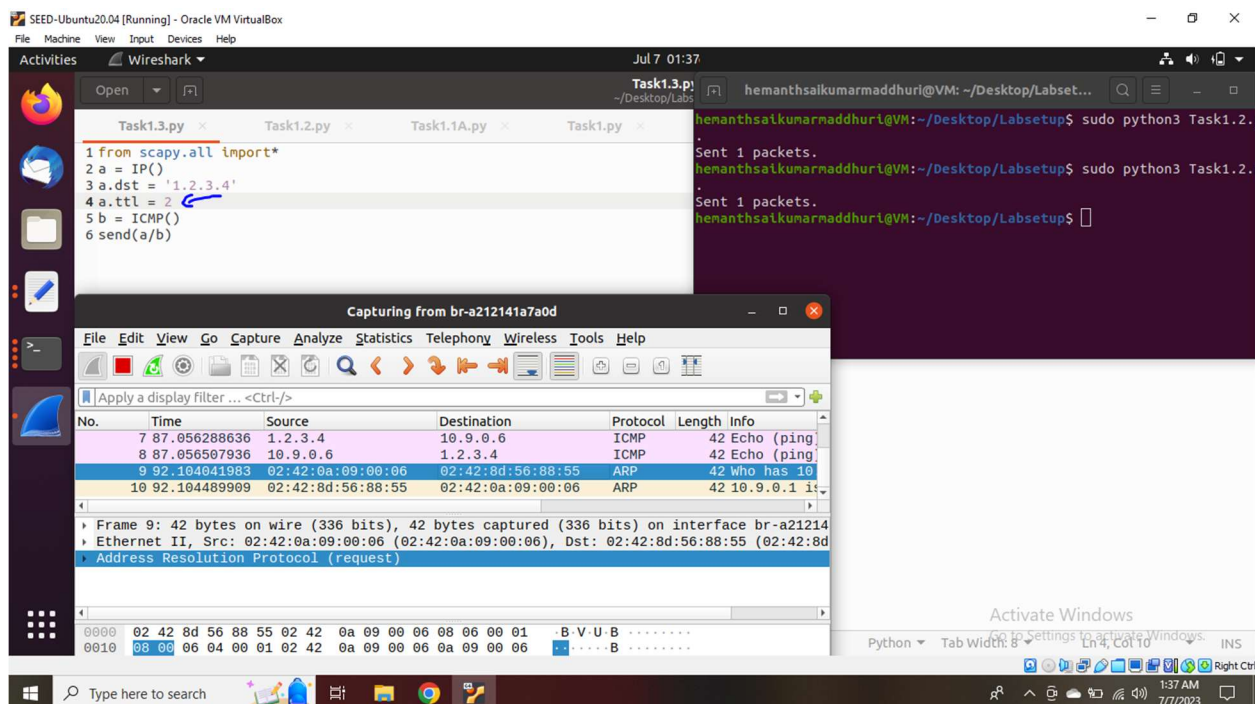 SEED-Ubuntu20.04 [Running] - Oracle VM VirtualBox
File Machine View Input Devices Help
Activities Wireshark Jul 7 01:37
Open Task1.3.py
~/Desktop/Labs
hemanthsaikumarmaddhuri@VM: ~/Desktop/Labset...
Task1.3.py × Task1.2.py × Task1.1A.py × Task1.py ×
1 from scapy.all import*
2 a = IP()
3 a.dst = '1.2.3.4'
4 a.ttl = 2
5 b = ICMP()
6 send(a/b)
hemanthsaikumarmaddhuri@VM:~/Desktop/Labsetup$ sudo python3 Task1.2.
.
Sent 1 packets.
hemanthsaikumarmaddhuri@VM:~/Desktop/Labsetup$ sudo python3 Task1.2.
.
Sent 1 packets.
hemanthsaikumarmaddhuri@VM:~/Desktop/Labsetup$
Capturing from br-a212141a7a0d
File Edit View Go Capture Analyze Statistics Telephony Wireless Tools Help
Apply a display filter … <Ctrl-/>
No. Time Source Destination Protocol Length Info
7 87.056288636 1.2.3.4 10.9.0.6 ICMP 42 Echo (ping)
8 87.056507936 10.9.0.6 1.2.3.4 ICMP 42 Echo (ping)
9 92.104041983 02:42:0a:09:00:06 02:42:8d:56:88:55 ARP 42 Who has 10
10 92.104489909 02:42:8d:56:88:55 02:42:0a:09:00:06 ARP 42 10.9.0.1 is
Frame 9: 42 bytes on wire (336 bits), 42 bytes captured (336 bits) on interface br-a21214
Ethernet II, Src: 02:42:0a:09:00:06 (02:42:0a:09:00:06), Dst: 02:42:8d:56:88:55 (02:42:8d
Address Resolution Protocol (request)
0000 02 42 8d 56 88 55 02 42 0a 09 00 06 08 06 00 01 ·B·V·U·B ········
0010 08 00 06 04 00 01 02 42 0a 09 00 06 0a 09 00 06 ·······B ········
Activate Windows
Go to Settings to activate Windows.
Python Tab Width: 8 Ln 4, Col 10 INS
Right Ctrl
Type here to search
1:37 AM
7/7/2023